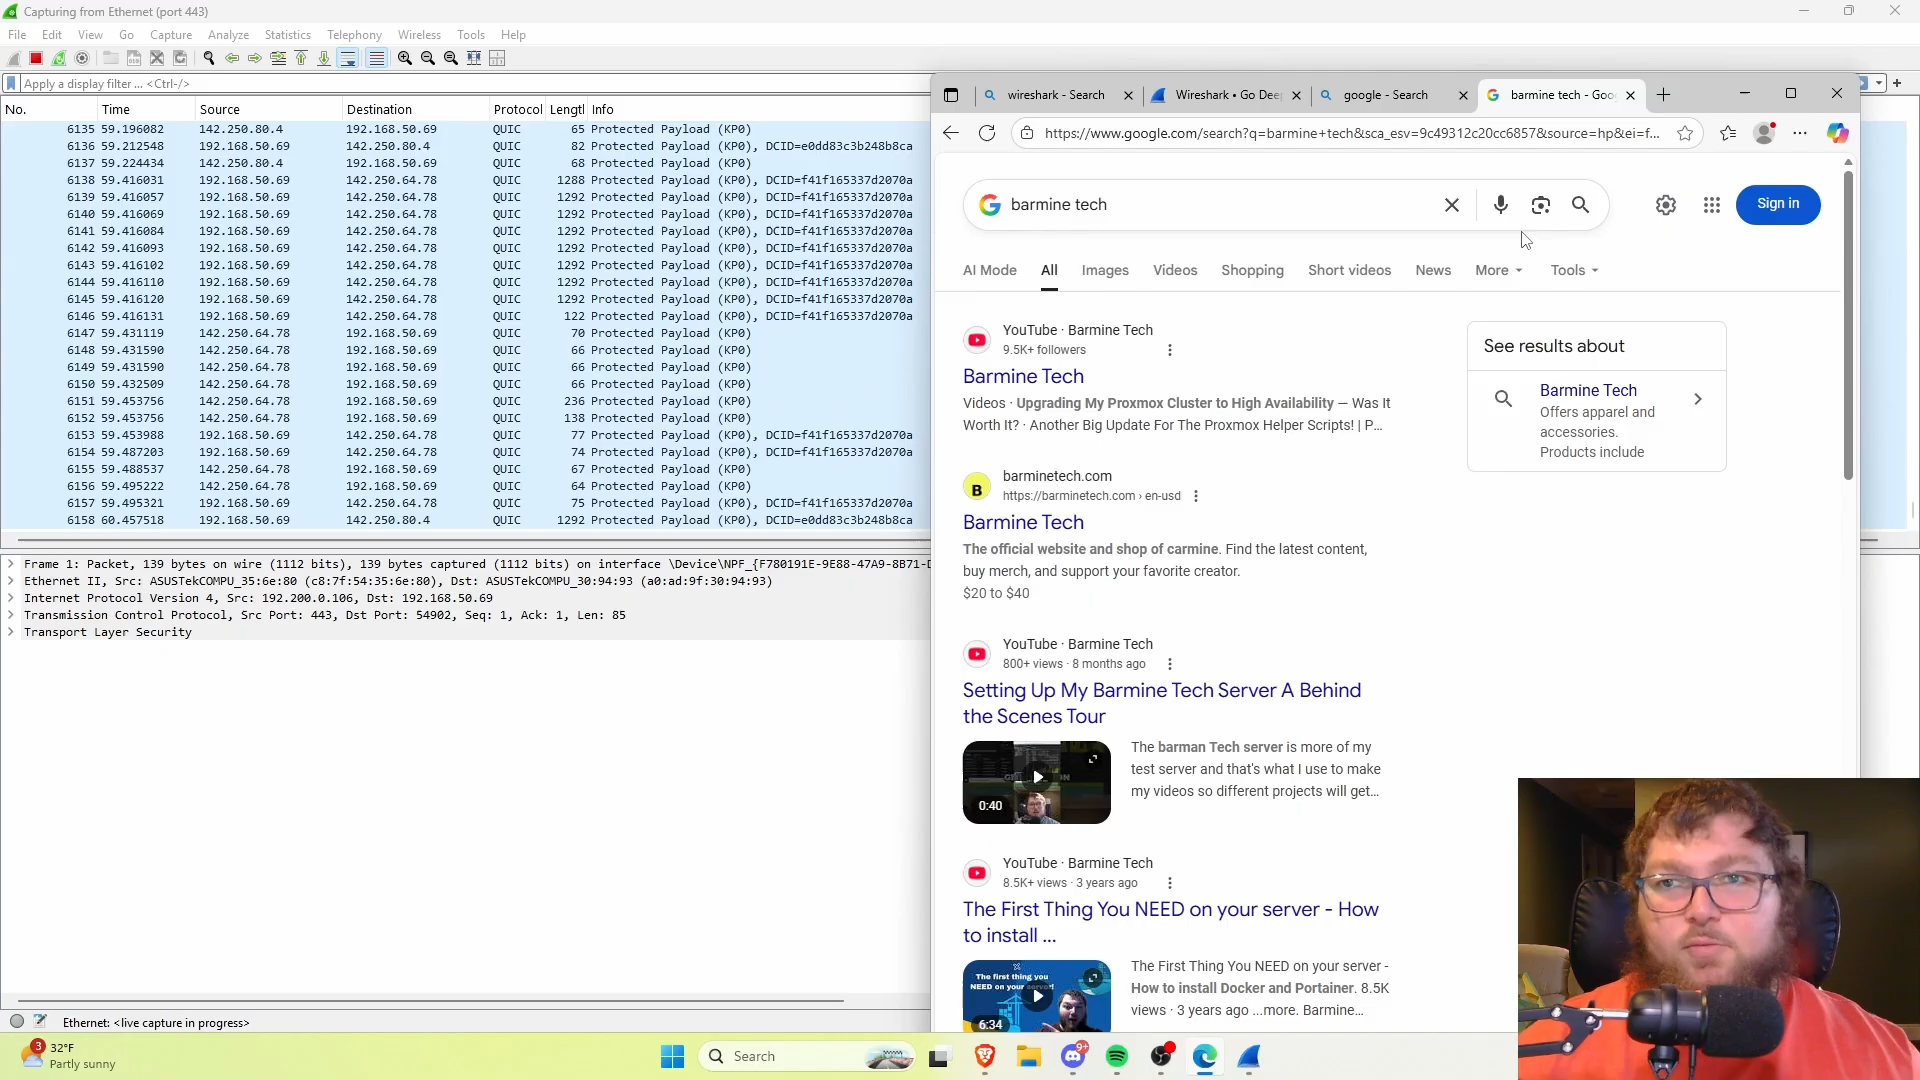 Capturing from Ethernet (port 443)
File Edit View Go Capture Analyze Statistics Telephony Wireless Tools Help
Apply a display filter ... <Ctrl-/>
No. Time Source Destination Protocol Lengtl Info
6135 59.196082 142.250.80.4 192.168.50.69 QUIC 65 Protected Payload (KP0)
6136 59.212548 192.168.50.69 142.250.80.4 QUIC 82 Protected Payload (KP0), DCID=e0dd83c3b248b8ca
6137 59.224434 142.250.80.4 192.168.50.69 QUIC 68 Protected Payload (KP0)
6138 59.416031 192.168.50.69 142.250.64.78 QUIC 1288 Protected Payload (KP0), DCID=f41f165337d2070a
6139 59.416057 192.168.50.69 142.250.64.78 QUIC 1292 Protected Payload (KP0), DCID=f41f165337d2070a
6140 59.416069 192.168.50.69 142.250.64.78 QUIC 1292 Protected Payload (KP0), DCID=f41f165337d2070a
6141 59.416084 192.168.50.69 142.250.64.78 QUIC 1292 Protected Payload (KP0), DCID=f41f165337d2070a
6142 59.416093 192.168.50.69 142.250.64.78 QUIC 1292 Protected Payload (KP0), DCID=f41f165337d2070a
6143 59.416102 192.168.50.69 142.250.64.78 QUIC 1292 Protected Payload (KP0), DCID=f41f165337d2070a
6144 59.416110 192.168.50.69 142.250.64.78 QUIC 1292 Protected Payload (KP0), DCID=f41f165337d2070a
6145 59.416120 192.168.50.69 142.250.64.78 QUIC 1292 Protected Payload (KP0), DCID=f41f165337d2070a
6146 59.416131 192.168.50.69 142.250.64.78 QUIC 122 Protected Payload (KP0), DCID=f41f165337d2070a
6147 59.431119 142.250.64.78 192.168.50.69 QUIC 70 Protected Payload (KP0)
6148 59.431590 142.250.64.78 192.168.50.69 QUIC 66 Protected Payload (KP0)
6149 59.431590 142.250.64.78 192.168.50.69 QUIC 66 Protected Payload (KP0)
6150 59.432509 142.250.64.78 192.168.50.69 QUIC 66 Protected Payload (KP0)
6151 59.453756 142.250.64.78 192.168.50.69 QUIC 236 Protected Payload (KP0)
6152 59.453756 142.250.64.78 192.168.50.69 QUIC 138 Protected Payload (KP0)
6153 59.453988 192.168.50.69 142.250.64.78 QUIC 77 Protected Payload (KP0), DCID=f41f165337d2070a
6154 59.487203 192.168.50.69 142.250.64.78 QUIC 74 Protected Payload (KP0), DCID=f41f165337d2070a
6155 59.488537 142.250.64.78 192.168.50.69 QUIC 67 Protected Payload (KP0)
6156 59.495222 142.250.64.78 192.168.50.69 QUIC 64 Protected Payload (KP0)
6157 59.495321 192.168.50.69 142.250.64.78 QUIC 75 Protected Payload (KP0), DCID=f41f165337d2070a
6158 60.457518 192.168.50.69 142.250.80.4 QUIC 1292 Protected Payload (KP0), DCID=e0dd83c3b248b8ca
Frame 1: Packet, 139 bytes on wire (1112 bits), 139 bytes captured (1112 bits) on interface \Device\NPF_{F780191E-9E88-47A9-8B71-D
Ethernet II, Src: ASUSTekCOMPU_35:6e:80 (c8:7f:54:35:6e:80), Dst: ASUSTekCOMPU_30:94:93 (a0:ad:9f:30:94:93)
Internet Protocol Version 4, Src: 192.200.0.106, Dst: 192.168.50.69
Transmission Control Protocol, Src Port: 443, Dst Port: 54902, Seq: 1, Ack: 1, Len: 85
Transport Layer Security
Ethernet: <live capture in progress>
wireshark - Search
Wireshark • Go Deep
google - Search
barmine tech - Goo
https://www.google.com/search?q=barmine+tech&sca_esv=9c49312c20cc6857&source=hp&ei=f...
barmine tech
Sign in
AI Mode All Images Videos Shopping Short videos News More Tools
YouTube · Barmine Tech
9.5K+ followers
Barmine Tech
Videos · Upgrading My Proxmox Cluster to High Availability — Was It
Worth It? · Another Big Update For The Proxmox Helper Scripts! | P...
See results about
Barmine Tech
Offers apparel and
accessories.
Products include
B
barminetech.com
https://barminetech.com › en-usd
Barmine Tech
The official website and shop of carmine. Find the latest content,
buy merch, and support your favorite creator.
$20 to $40
YouTube · Barmine Tech
800+ views · 8 months ago
Setting Up My Barmine Tech Server A Behind
the Scenes Tour
0:40
The barman Tech server is more of my
test server and that's what I use to make
my videos so different projects will get...
YouTube · Barmine Tech
8.5K+ views · 3 years ago
The First Thing You NEED on your server - How
to install ...
The first thing you
NEED on your server!
6:34
The First Thing You NEED on your server -
How to install Docker and Portainer. 8.5K
views · 3 years ago ...more. Barmine...
3
32°F
Partly sunny
Search
9+